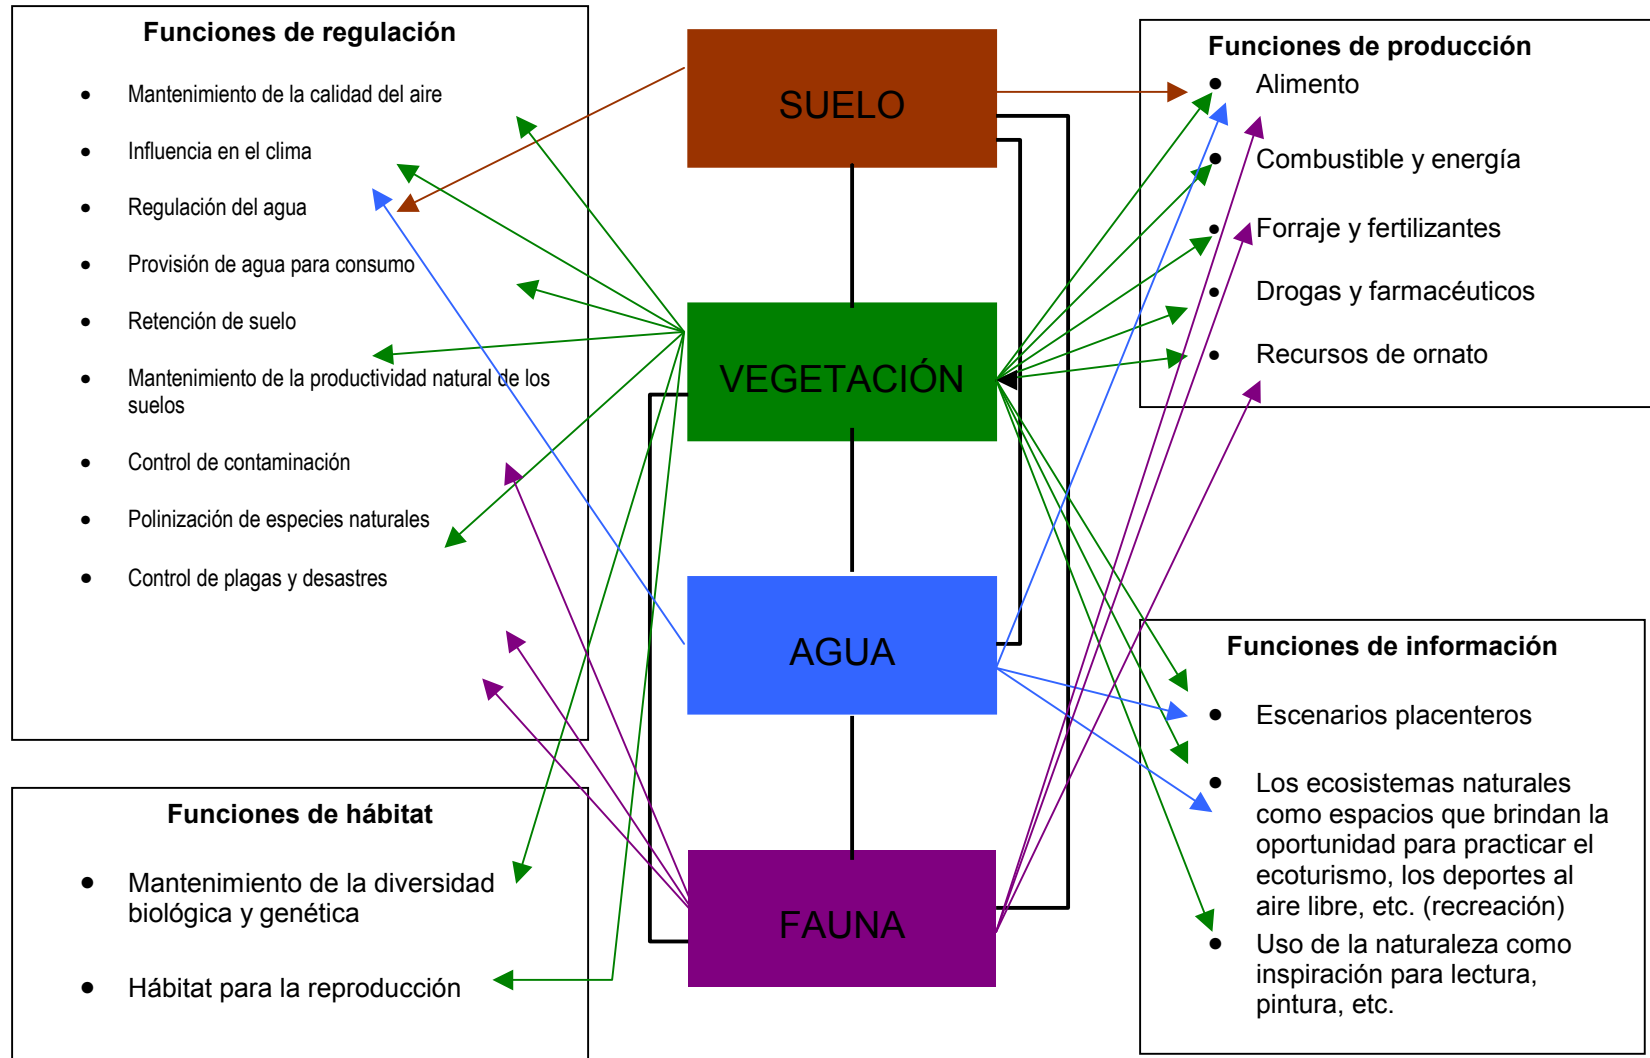 Funciones de regulación
Mantenimiento de la calidad del aire
Influencia en el clima
Regulación del agua
Provisión de agua para consumo
Retención de suelo
Mantenimiento de la productividad natural de los
suelos
Control de contaminación
Polinización de especies naturales
Control de plagas y desastres
Funciones de hábitat
Mantenimiento de la diversidad
biológica y genética
Hábitat para la reproducción
SUELO
VEGETACIÓN
AGUA
FAUNA
Funciones de producción
Alimento
Combustible y energía
Forraje y fertilizantes
Drogas y farmacéuticos
Recursos de ornato
Funciones de información
Escenarios placenteros
Los ecosistemas naturales
como espacios que brindan la
oportunidad para practicar el
ecoturismo, los deportes al
aire libre, etc. (recreación)
Uso de la naturaleza como
inspiración para lectura,
pintura, etc.